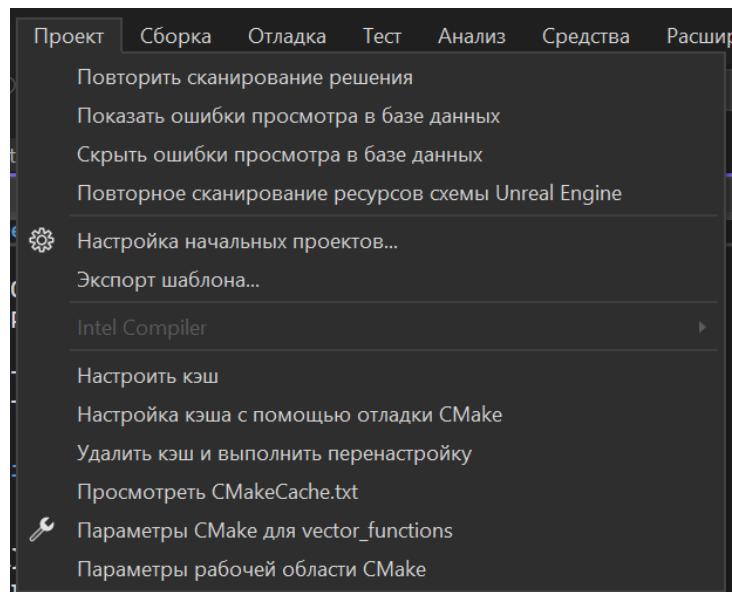 Проект Сборка Отладка Тест Анализ Средства
Повторить сканирование решения
Показать ошибки просмотра в базе данных
Скрыть ошибки просмотра в базе данных
Повторное сканирование ресурсов схемы Unreal Engine
Настройка начальных проектов...
Экспорт шаблона...
Intel Compiler
Настроить кэш
Настройка кэша с помощью отладки CMake
Удалить кэш и выполнить перенастройку
Просмотреть CMakeCache.txt
Параметры CMake для vector_functions
Параметры рабочей области CMake